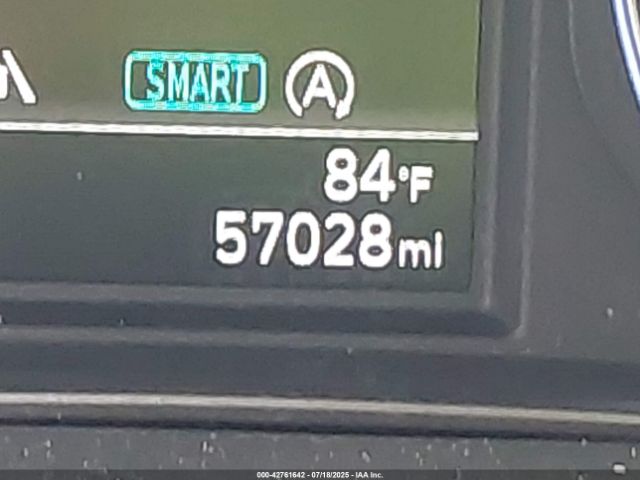 SMART A
84°F
57028mi
000-42761642 - 07/18/2025 - IAA Inc.